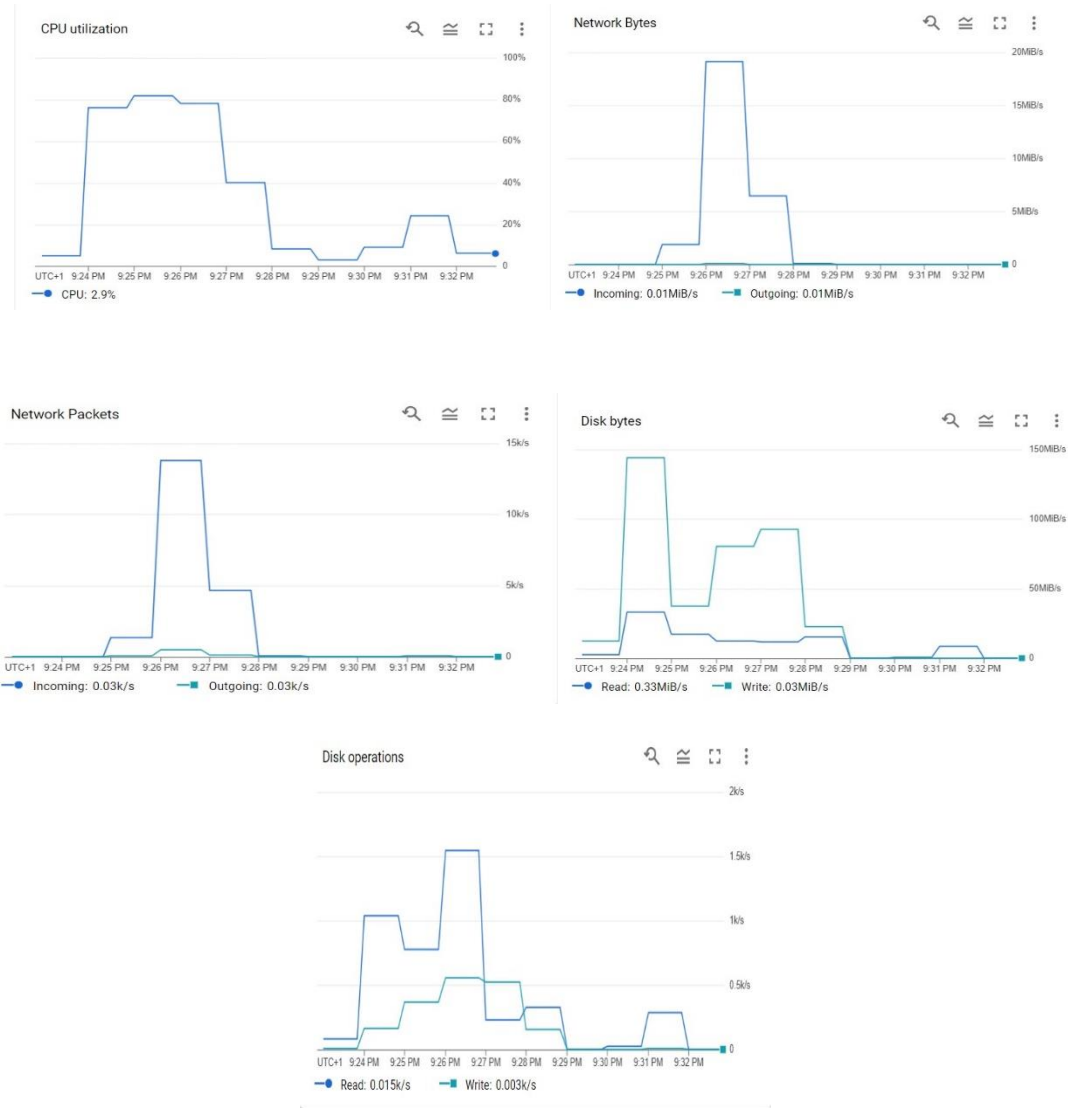 CPU utilization
100%
80%
60%
40%
20%
0
UTC+1 9:24 PM 9:25 PM 9:26 PM 9:27 PM 9:28 PM 9:29 PM 9:30 PM 9:31 PM 9:32 PM
CPU: 2.9%
Network Bytes
20MiB/s
15MiB/s
10MiB/s
5MiB/s
0
UTC+1 9:24 PM 9:25 PM 9:26 PM 9:27 PM 9:28 PM 9:29 PM 9:30 PM 9:31 PM 9:32 PM
Incoming: 0.01MiB/s Outgoing: 0.01MiB/s
Network Packets
15k/s
10k/s
5k/s
0
UTC+1 9:24 PM 9:25 PM 9:26 PM 9:27 PM 9:28 PM 9:29 PM 9:30 PM 9:31 PM 9:32 PM
Incoming: 0.03k/s Outgoing: 0.03k/s
Disk bytes
150MiB/s
100MiB/s
50MiB/s
0
UTC+1 9:24 PM 9:25 PM 9:26 PM 9:27 PM 9:28 PM 9:29 PM 9:30 PM 9:31 PM 9:32 PM
Read: 0.33MiB/s Write: 0.03MiB/s
Disk operations
2k/s
1.5k/s
1k/s
0.5k/s
0
UTC+1 9:24 PM 9:25 PM 9:26 PM 9:27 PM 9:28 PM 9:29 PM 9:30 PM 9:31 PM 9:32 PM
Read: 0.015k/s Write: 0.003k/s